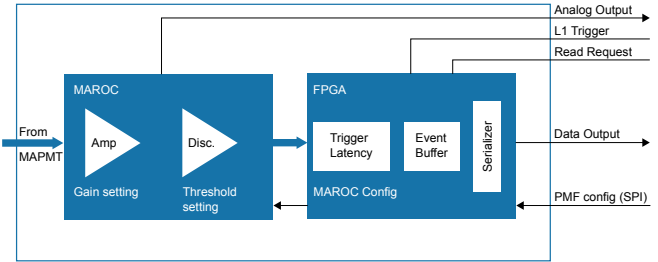 Analog Output
L1 Trigger
Read Request
MAROC
FPGA
From
MAPMT
Amp
Disc.
Trigger
Latency
Event
Buffer
Serializer
Data Output
Gain setting
Threshold
setting
MAROC Config
PMF config (SPI)